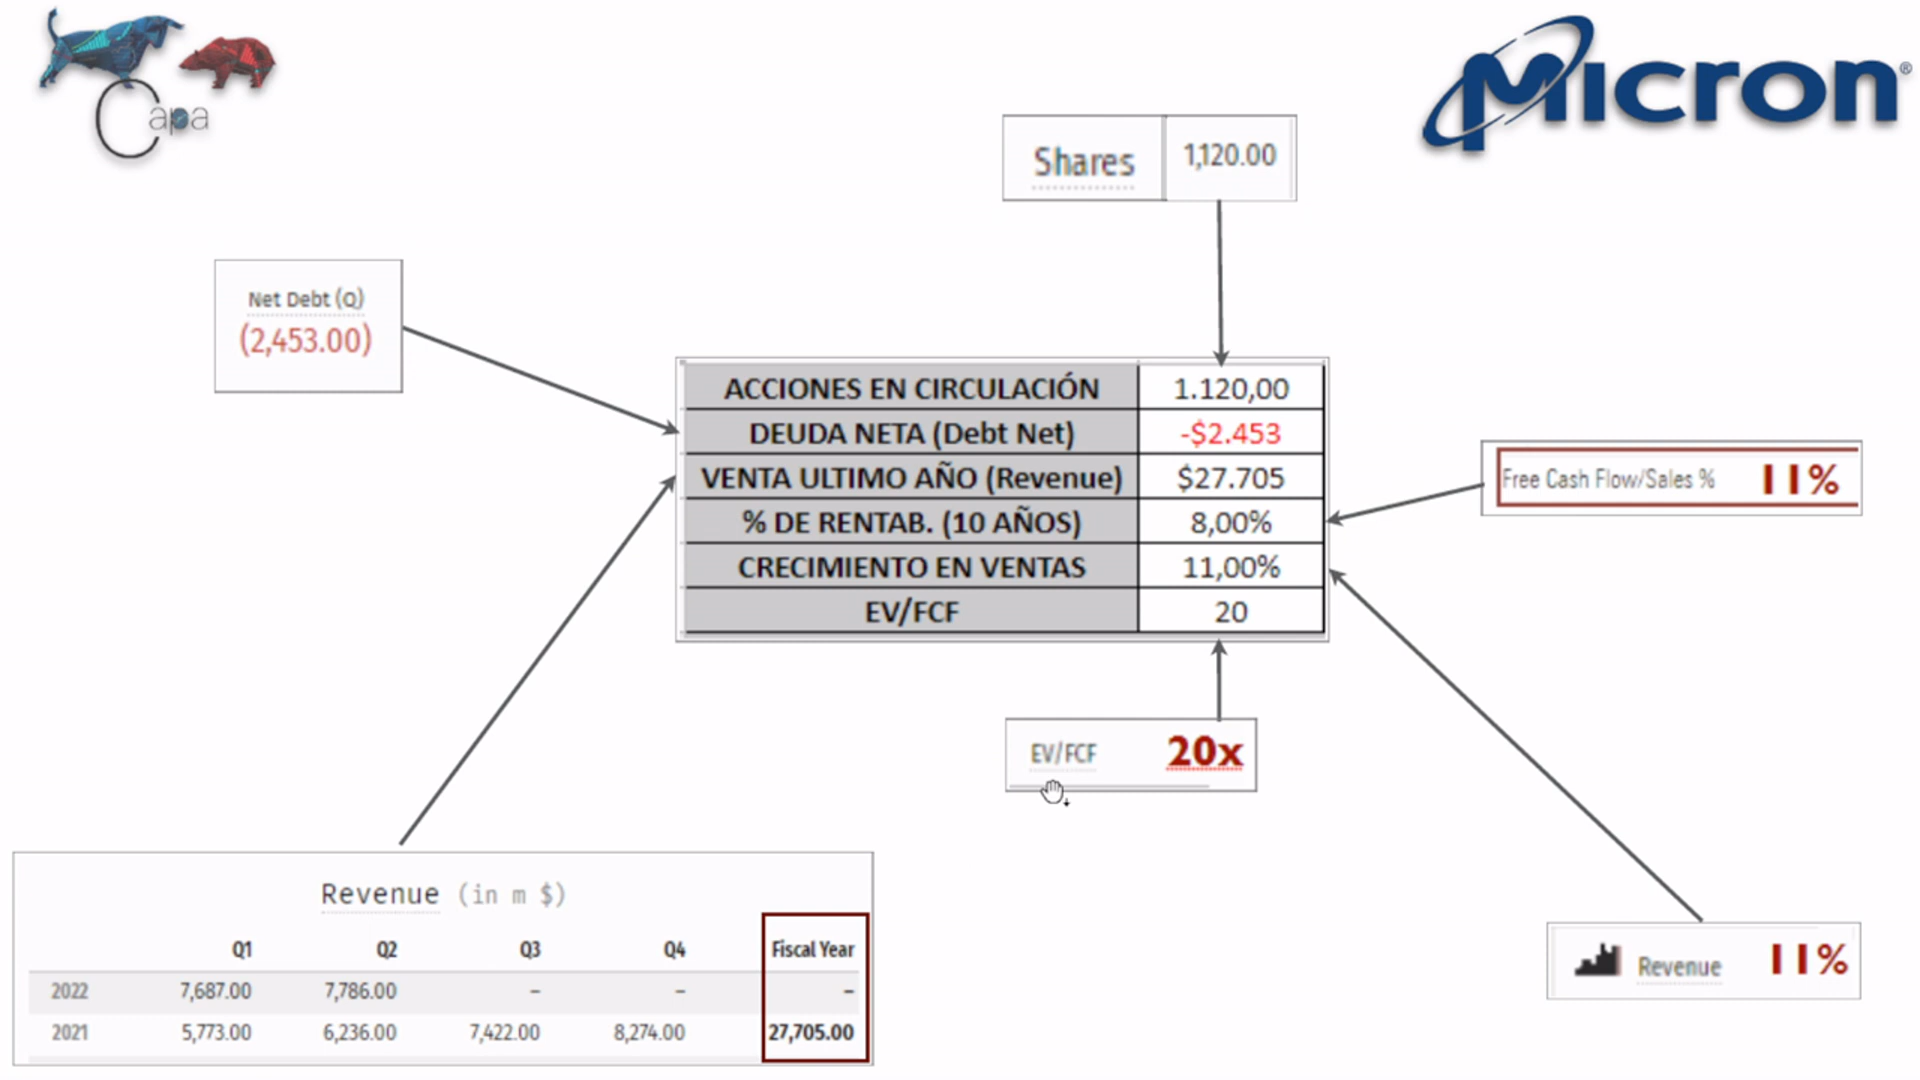 Capa
Micron®
Shares 1,120.00
Net Debt (Q)
(2,453.00)
ACCIONES EN CIRCULACIÓN 1.120,00
DEUDA NETA (Debt Net) -$2.453
VENTA ULTIMO AÑO (Revenue) $27.705
% DE RENTAB. (10 AÑOS) 8,00%
CRECIMIENTO EN VENTAS 11,00%
EV/FCF 20
Free Cash Flow/Sales % 11%
EV/FCF 20x
Revenue (in m $)
Q1 Q2 Q3 Q4 Fiscal Year
2022 7,687.00 7,786.00 – – –
2021 5,773.00 6,236.00 7,422.00 8,274.00 27,705.00
Revenue 11%